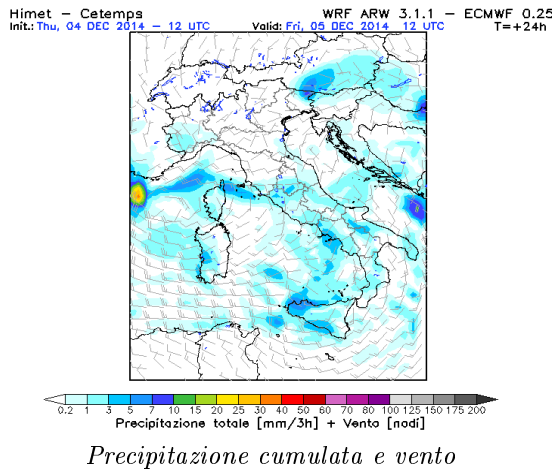 Himet – Cetemps WRF ARW 3.1.1 – ECMWF 0.25
Init.: Thu, 04 DEC 2014 – 12 UTC Valid: Fri, 05 DEC 2014 12 UTC T=+24h
0.2 1 3 5 7 10 15 20 25 30 40 50 60 70 80 100 125 150 175 200
Precipitazione totale [mm/3h] + Vento [nodi]
Precipitazione cumulata e vento